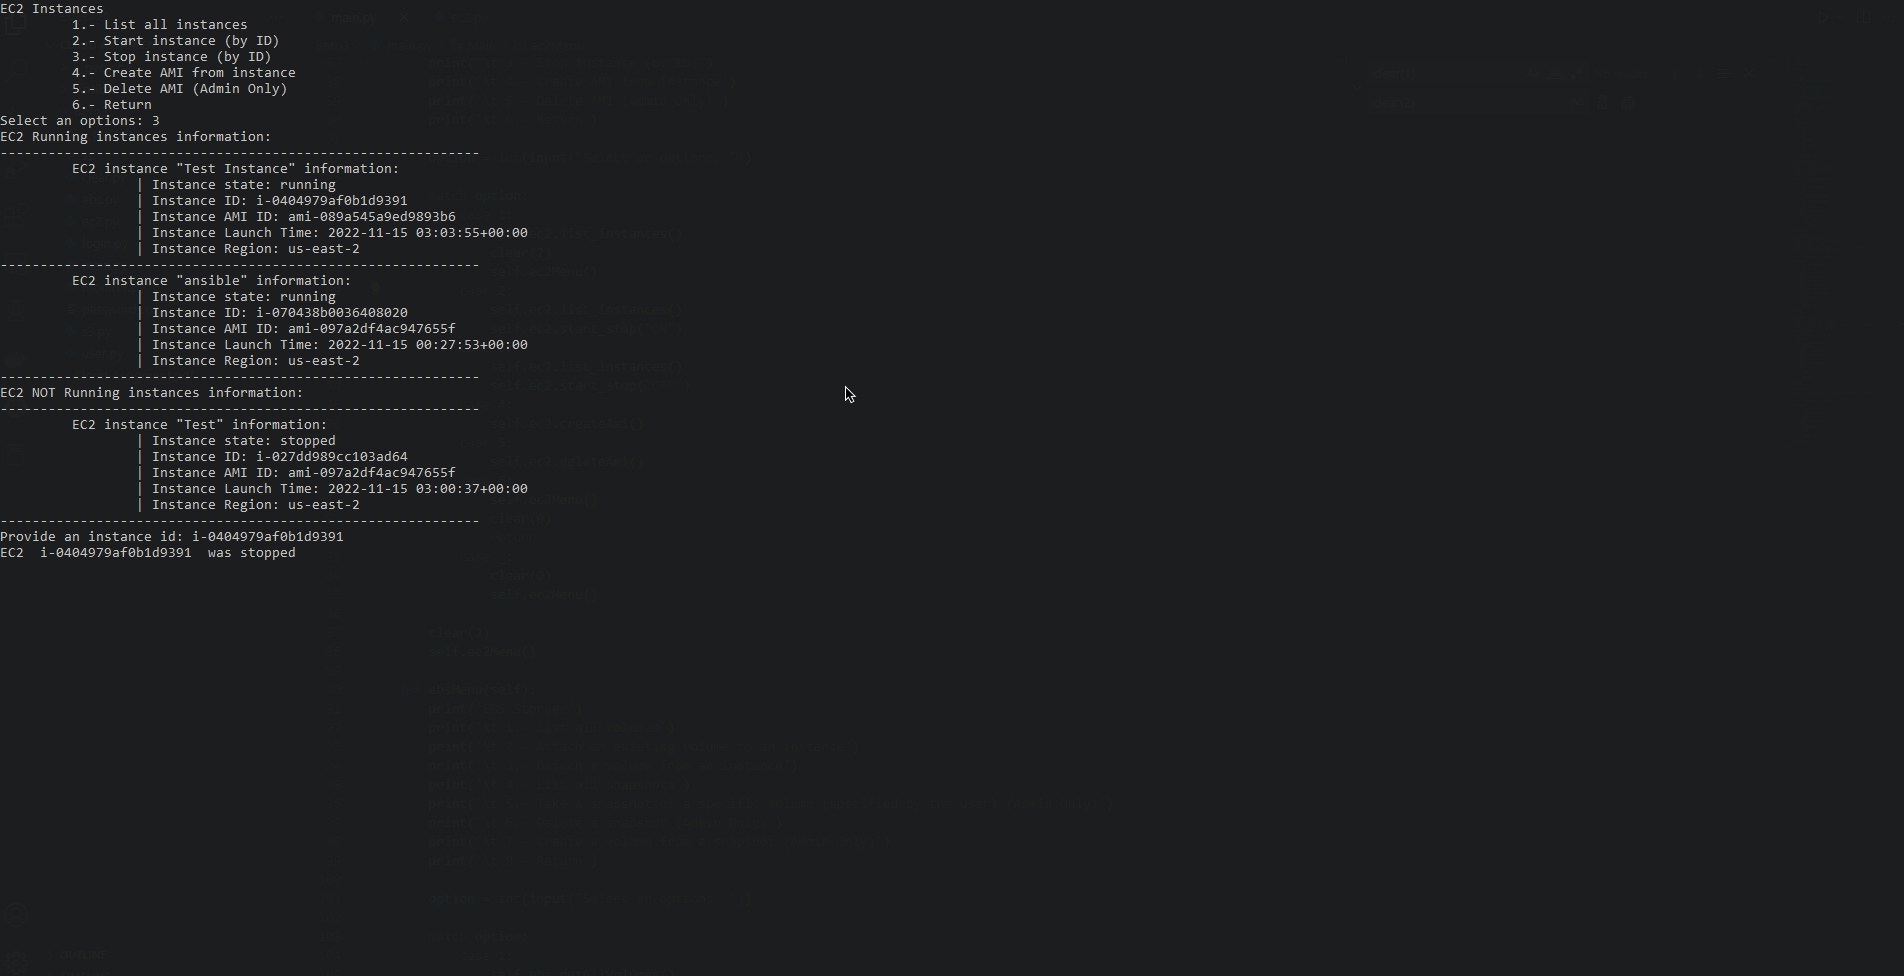 EC2 Instances
1.- List all instances
2.- Start instance (by ID)
3.- Stop instance (by ID)
4.- Create AMI from instance
5.- Delete AMI (Admin Only)
6.- Return
Select an options: 3
EC2 Running instances information:
------------------------------------------------------------
EC2 instance "Test Instance" information:
| Instance state: running
| Instance ID: i-0404979af0b1d9391
| Instance AMI ID: ami-089a545a9ed9893b6
| Instance Launch Time: 2022-11-15 03:03:55+00:00
| Instance Region: us-east-2
------------------------------------------------------------
EC2 instance "ansible" information:
| Instance state: running
| Instance ID: i-070438b0036408020
| Instance AMI ID: ami-097a2df4ac947655f
| Instance Launch Time: 2022-11-15 00:27:53+00:00
| Instance Region: us-east-2
------------------------------------------------------------
EC2 NOT Running instances information:
------------------------------------------------------------
EC2 instance "Test" information:
| Instance state: stopped
| Instance ID: i-027dd989cc103ad64
| Instance AMI ID: ami-097a2df4ac947655f
| Instance Launch Time: 2022-11-15 03:00:37+00:00
| Instance Region: us-east-2
------------------------------------------------------------
Provide an instance id: i-0404979af0b1d9391
EC2  i-0404979af0b1d9391  was stopped